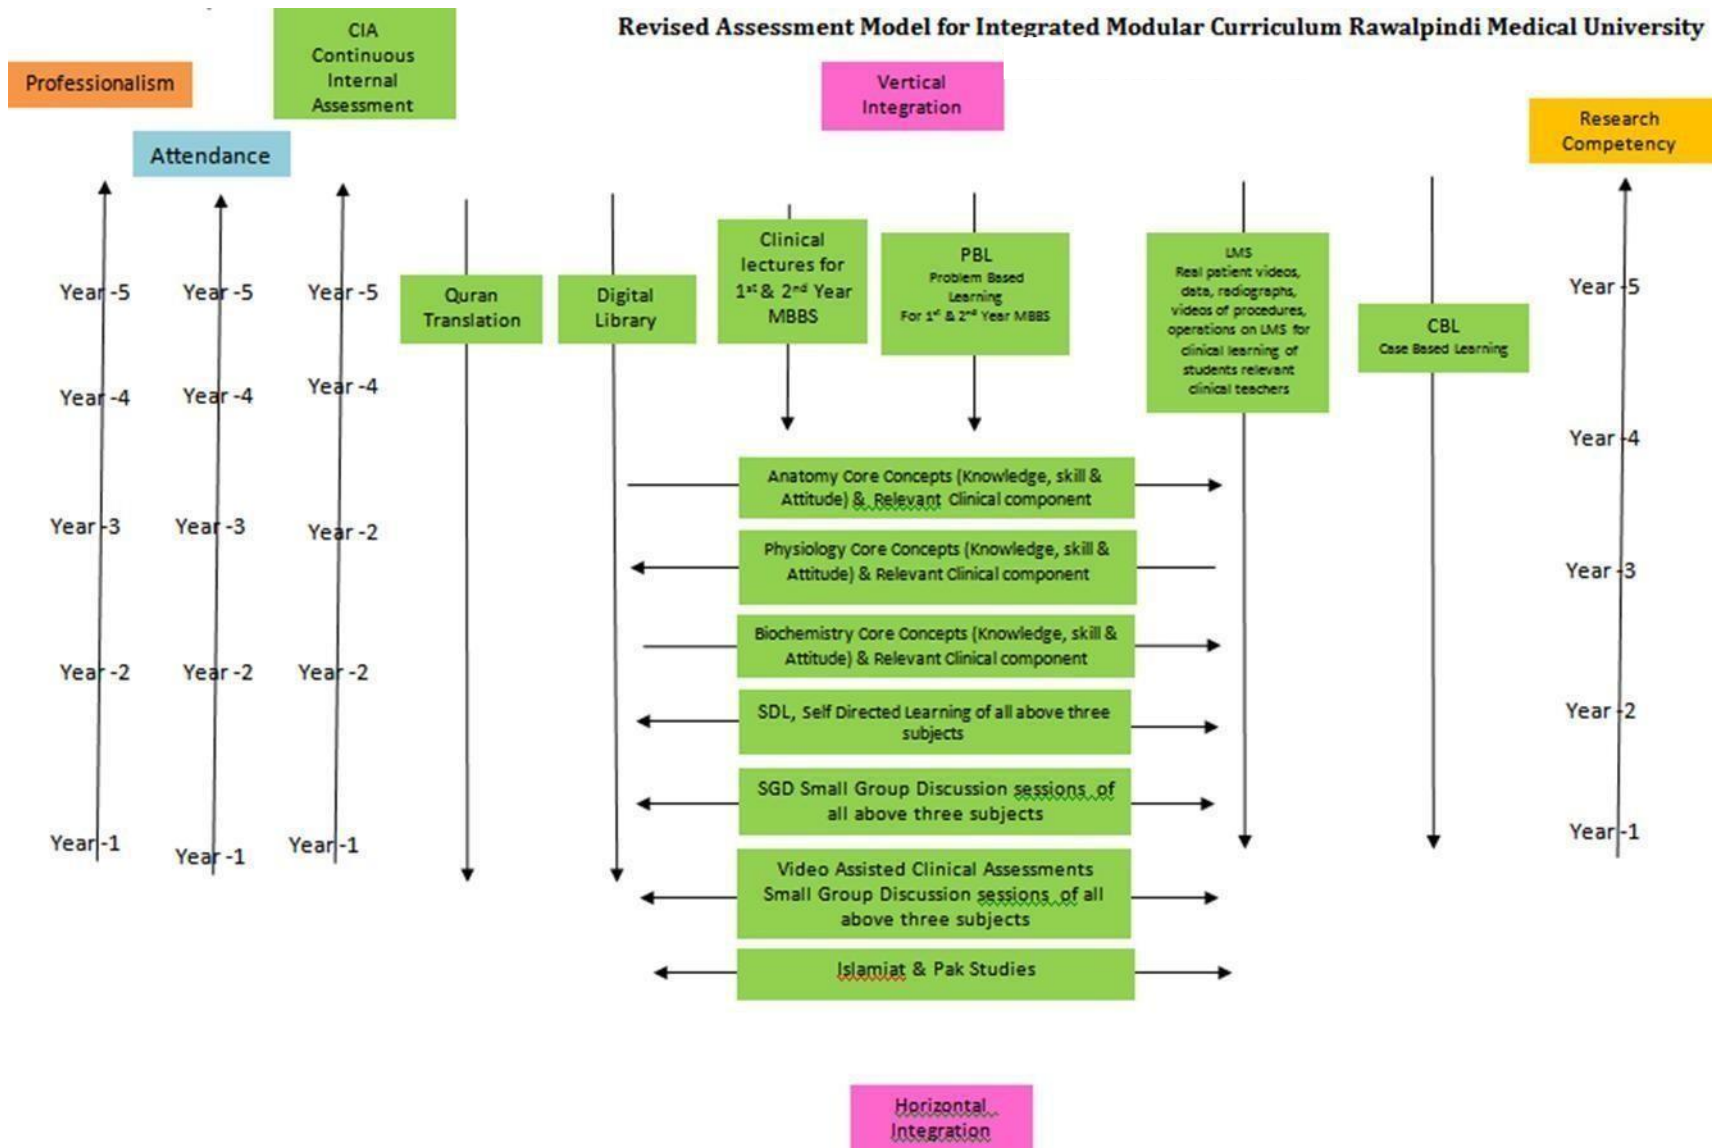 Revised Assessment Model for Integrated Modular Curriculum Rawalpindi Medical University
Professionalism
Attendance
CIA
Continuous
Internal
Assessment
Vertical
Integration
Research
Competency
Year -5
Year -4
Year -3
Year -2
Year -1
Year -5
Year -4
Year -3
Year -2
Year -1
Year -5
Year -4
Year -2
Year -2
Year -1
Quran
Translation
Digital
Library
Clinical
lectures for
1st & 2nd Year
MBBS
PBL
Problem Based
Learning
For 1st & 2nd Year MBBS
LMS
Real patient videos,
data, radiographs,
videos of procedures,
operations on LMS for
clinical learning of
students relevant
clinical teachers
CBL
Case Based Learning
Year -5
Year -4
Year -3
Year -2
Year -1
Anatomy Core Concepts (Knowledge, skill &
Attitude) & Relevant Clinical component
Physiology Core Concepts (Knowledge, skill &
Attitude) & Relevant Clinical component
Biochemistry Core Concepts (Knowledge, skill &
Attitude) & Relevant Clinical component
SDL, Self Directed Learning of all above three
subjects
SGD Small Group Discussion sessions of
all above three subjects
Video Assisted Clinical Assessments
Small Group Discussion sessions of all
above three subjects
Islamiat & Pak Studies
Horizontal
Integration